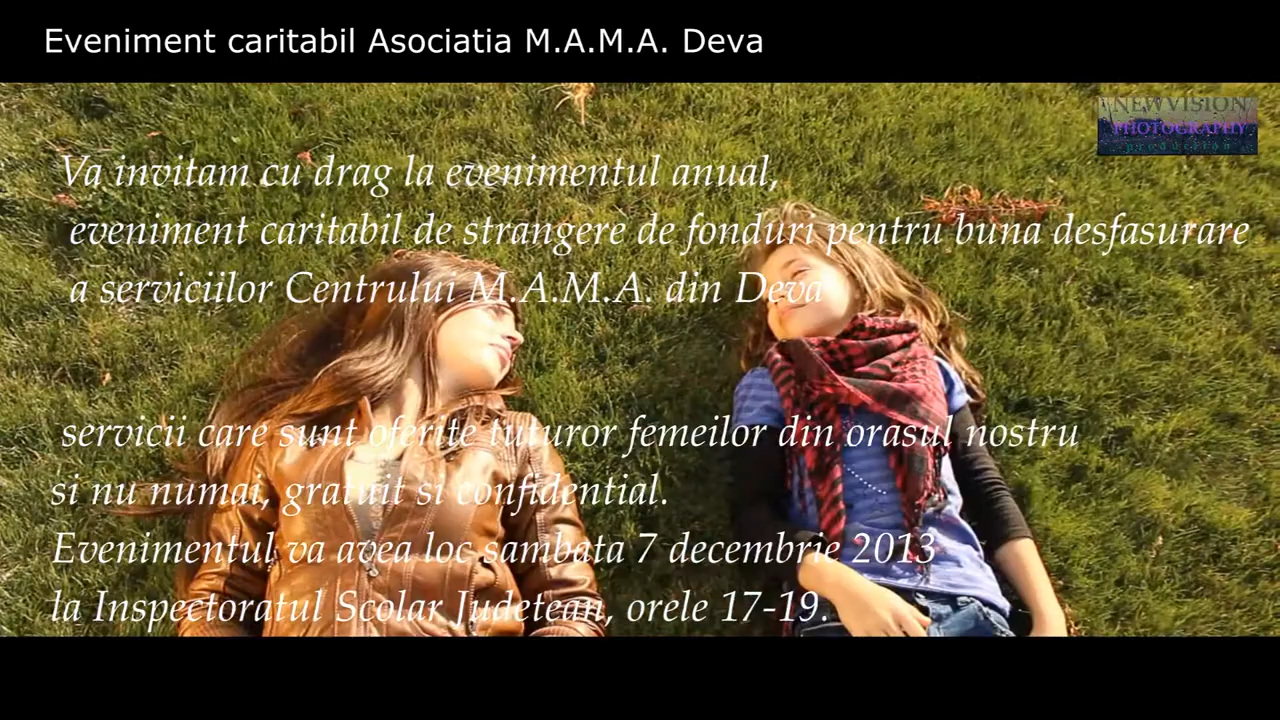 Eveniment caritabil Asociatia M.A.M.A. Deva
NEWVISION
PHOTOGRAPHY
production
Va invitam cu drag la evenimentul anual,
eveniment caritabil de strangere de fonduri pentru buna desfasurare
a serviciilor Centrului M.A.M.A. din Deva
servicii care sunt oferite tuturor femeilor din orasul nostru
si nu numai, gratuit si confidential.
Evenimentul va avea loc sambata 7 decembrie 2013
la Inspectoratul Scolar Judetean, orele 17-19.